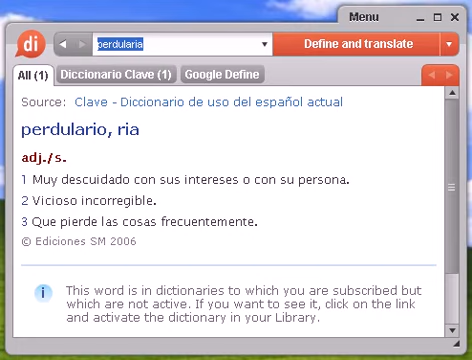 Menu
di
perdularia
Define and translate
All (1)
Diccionario Clave (1)
Google Define
Source: Clave - Diccionario de uso del español actual
perdulario, ria
adj./s.
1 Muy descuidado con sus intereses o con su persona.
2 Vicioso incorregible.
3 Que pierde las cosas frecuentemente.
© Ediciones SM 2006
i
This word is in dictionaries to which you are subscribed but
which are not active. If you want to see it, click on the link
and activate the dictionary in your Library.